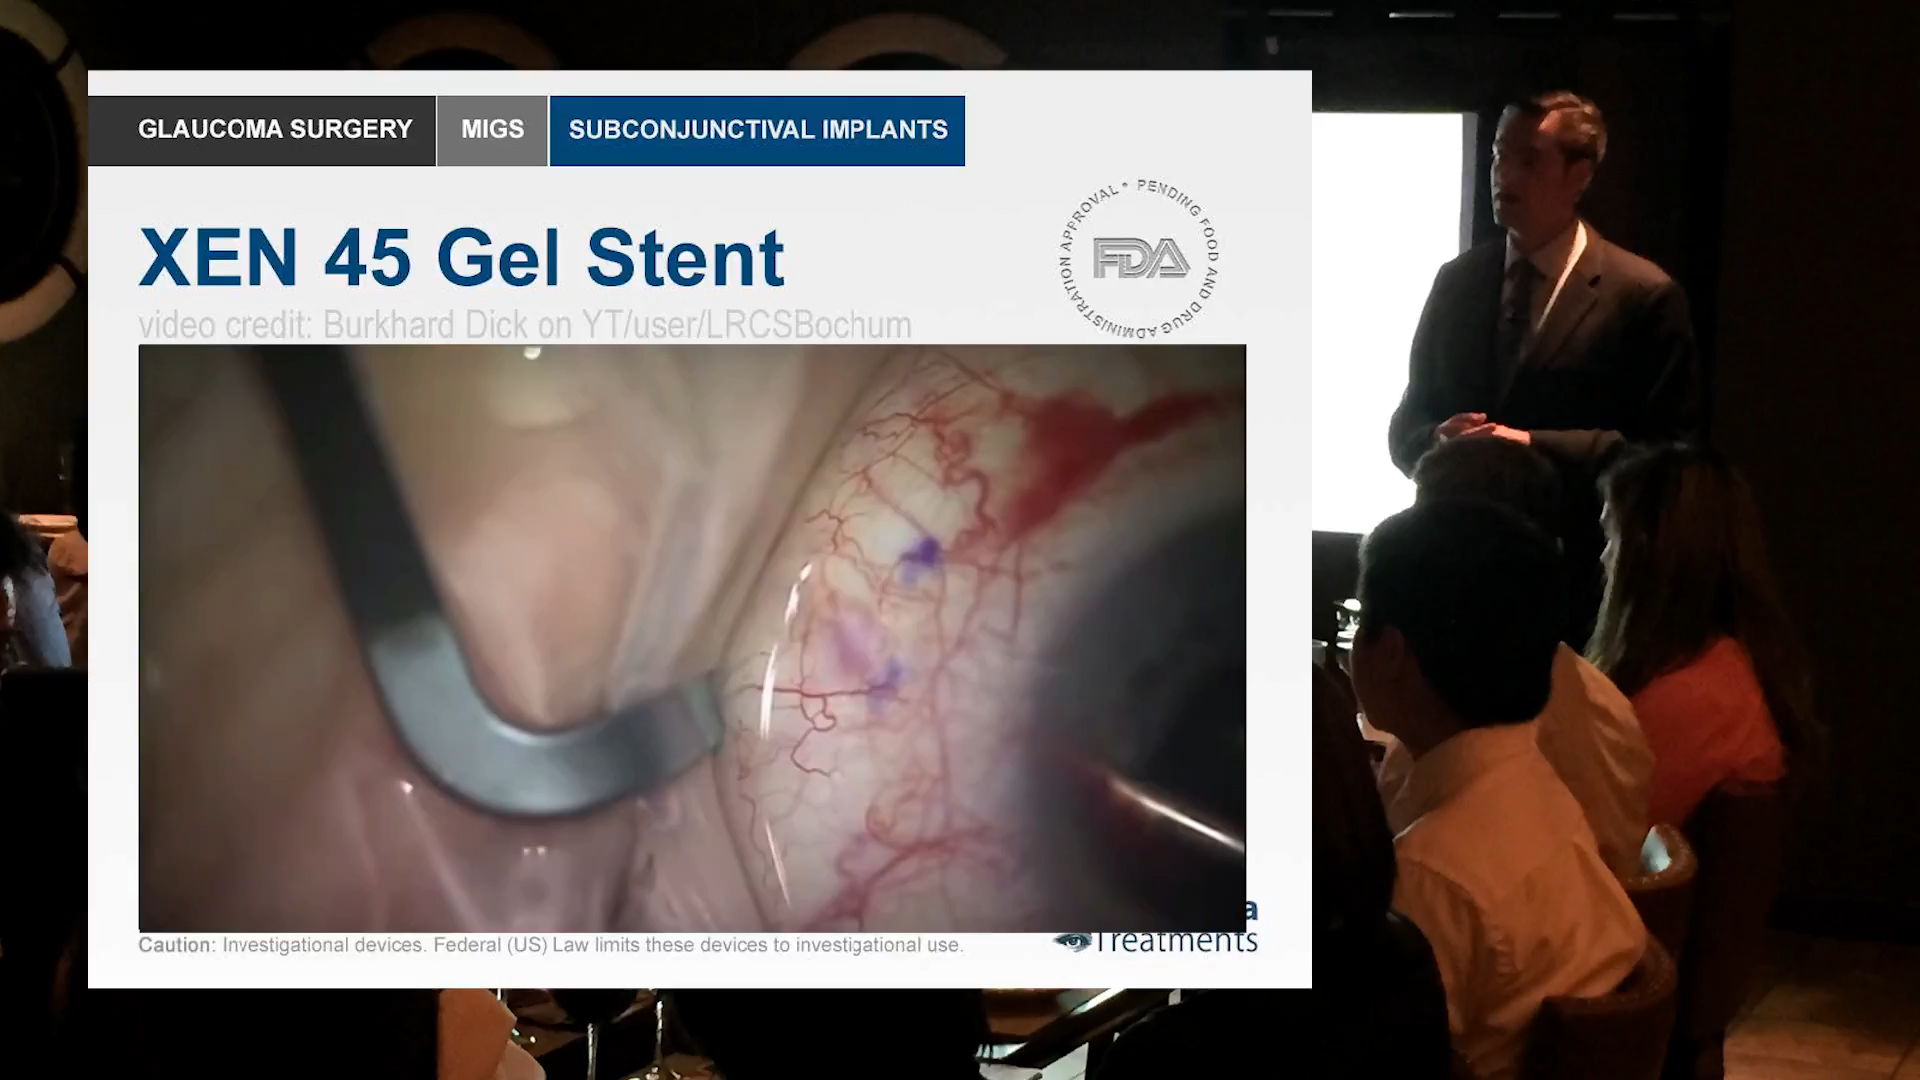 GLAUCOMA SURGERY MIGS SUBCONJUNCTIVAL IMPLANTS
XEN 45 Gel Stent
PENDING FOOD AND DRUG ADMINISTRATION APPROVAL •
FDA
video credit: Burkhard Dick on YT/user/LRCSBochum
a
Treatments
Caution: Investigational devices. Federal (US) Law limits these devices to investigational use.